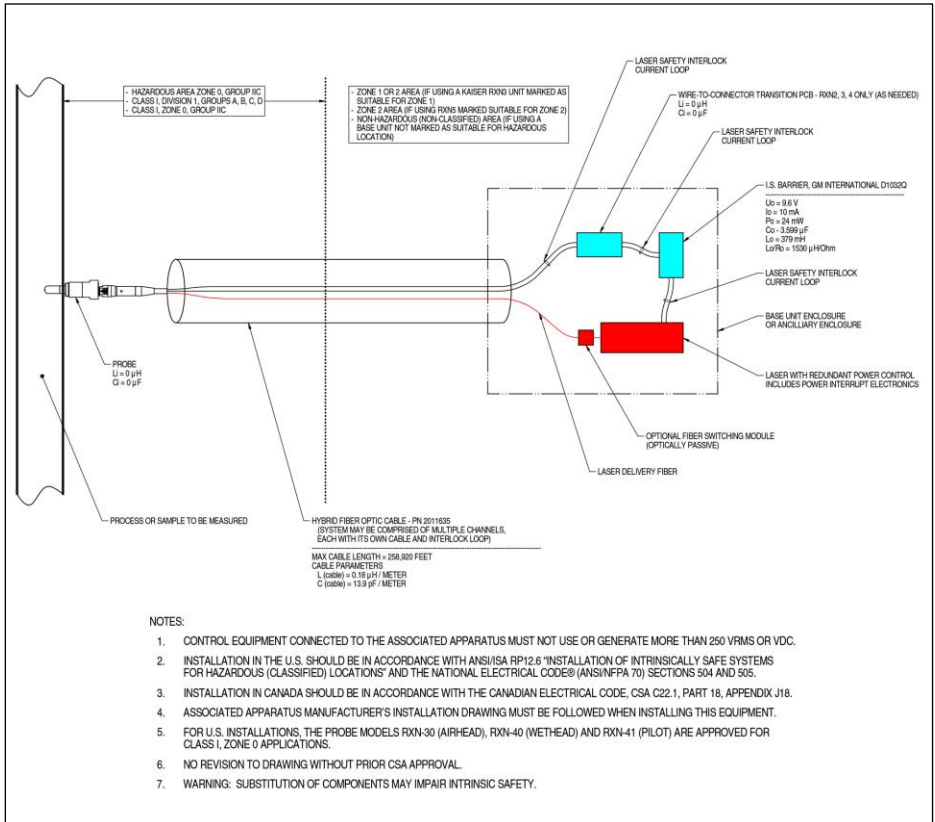 - HAZARDOUS AREA ZONE 0, GROUP IIC
- CLASS I, DIVISION 1, GROUPS A, B, C, D
- CLASS I, ZONE 0, GROUP IIC
- ZONE 1 OR 2 AREA (IF USING A KAISER RXN3 UNIT MARKED AS
SUITABLE FOR ZONE 1)
- ZONE 2 AREA (IF USING RXN5 MARKED SUITABLE FOR ZONE 2)
- NON-HAZARDOUS (NON-CLASSIFIED) AREA (IF USING A
BASE UNIT NOT MARKED AS SUITABLE FOR HAZARDOUS
LOCATION)
LASER SAFETY INTERLOCK
CURRENT LOOP
WIRE-TO-CONNECTOR TRANSITION PCB - RXN2, 3, 4 ONLY (AS NEEDED)
Li = 0 µH
Ci = 0 µF
LASER SAFETY INTERLOCK
CURRENT LOOP
I.S. BARRIER, GM INTERNATIONAL D1032Q
Uo = 9.6 V
Io = 10 mA
Po = 24 mW
Co - 3.599 µF
Lo = 379 mH
Lo/Ro = 1530 µH/Ohm
LASER SAFETY INTERLOCK
CURRENT LOOP
BASE UNIT ENCLOSURE
OR ANCILLIARY ENCLOSURE
LASER WITH REDUNDANT POWER CONTROL
INCLUDES POWER INTERRUPT ELECTRONICS
PROBE
Li = 0 µH
Ci = 0 µF
OPTIONAL FIBER SWITCHING MODULE
(OPTICALLY PASSIVE)
LASER DELIVERY FIBER
PROCESS OR SAMPLE TO BE MEASURED
HYBRID FIBER OPTIC CABLE - PN 2011635
(SYSTEM MAY BE COMPRISED OF MULTIPLE CHANNELS,
EACH WITH ITS OWN CABLE AND INTERLOCK LOOP)
MAX CABLE LENGTH = 258,920 FEET
CABLE PARAMETERS
L (cable) = 0.18 µH / METER
C (cable) = 13.9 pF / METER
NOTES:
1. CONTROL EQUIPMENT CONNECTED TO THE ASSOCIATED APPARATUS MUST NOT USE OR GENERATE MORE THAN 250 VRMS OR VDC.
2. INSTALLATION IN THE U.S. SHOULD BE IN ACCORDANCE WITH ANSI/ISA RP12.6 "INSTALLATION OF INTRINSICALLY SAFE SYSTEMS
FOR HAZARDOUS (CLASSIFIED) LOCATIONS" AND THE NATIONAL ELECTRICAL CODE® (ANSI/NFPA 70) SECTIONS 504 AND 505.
3. INSTALLATION IN CANADA SHOULD BE IN ACCORDANCE WITH THE CANADIAN ELECTRICAL CODE, CSA C22.1, PART 18, APPENDIX J18.
4. ASSOCIATED APPARATUS MANUFACTURER'S INSTALLATION DRAWING MUST BE FOLLOWED WHEN INSTALLING THIS EQUIPMENT.
5. FOR U.S. INSTALLATIONS, THE PROBE MODELS RXN-30 (AIRHEAD), RXN-40 (WETHEAD) AND RXN-41 (PILOT) ARE APPROVED FOR
CLASS I, ZONE 0 APPLICATIONS.
6. NO REVISION TO DRAWING WITHOUT PRIOR CSA APPROVAL.
7. WARNING: SUBSTITUTION OF COMPONENTS MAY IMPAIR INTRINSIC SAFETY.